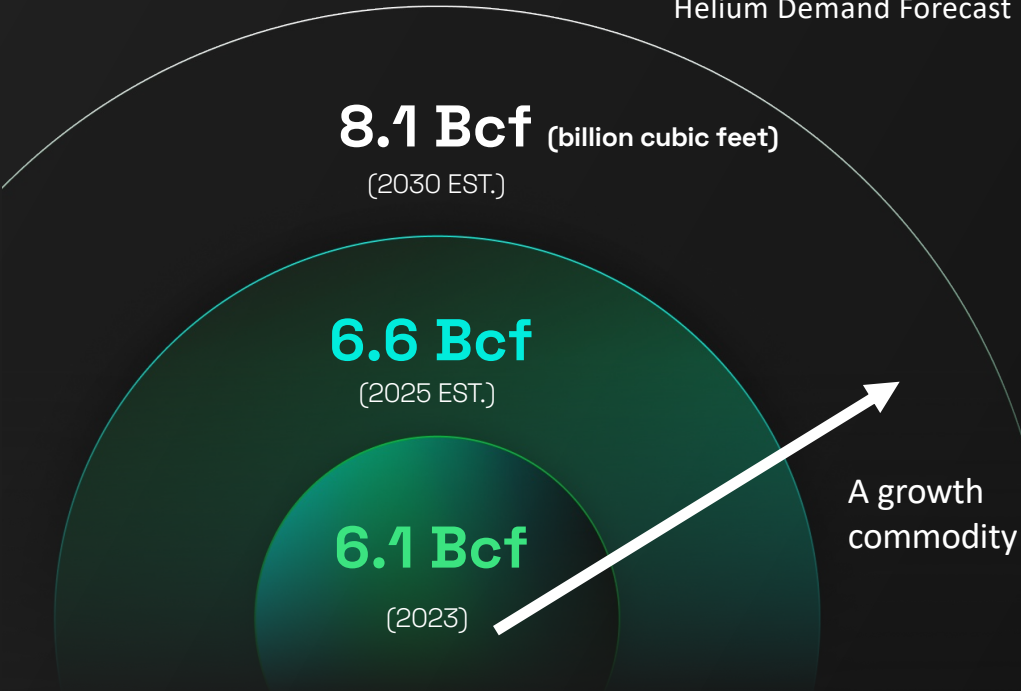 Helium Demand Forecast
8.1 Bcf (billion cubic feet)
(2030 EST.)
6.6 Bcf
(2025 EST.)
6.1 Bcf
(2023)
A growth
commodity